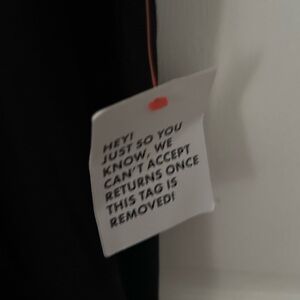 HEY!
JUST SO YOU
KNOW, WE
CAN'T ACCEPT
RETURNS ONCE
THIS TAG IS
REMOVED!